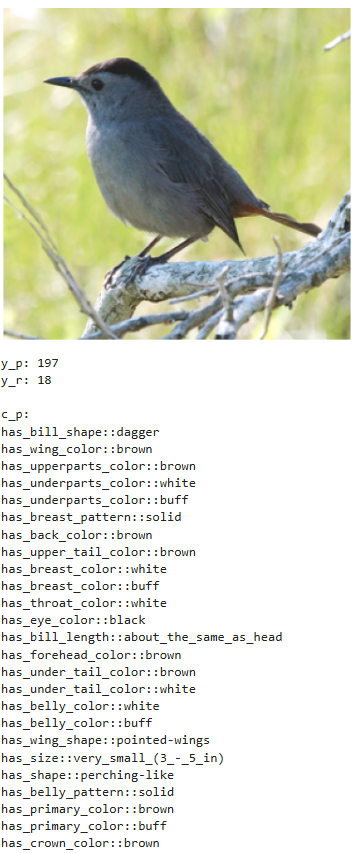 y_p: 197
y_r: 18
c_p:
has_bill_shape::dagger
has_wing_color::brown
has_upperparts_color::brown
has_underparts_color::white
has_underparts_color::buff
has_breast_pattern::solid
has_back_color::brown
has_upper_tail_color::brown
has_breast_color::white
has_breast_color::buff
has_throat_color::white
has_eye_color::black
has_bill_length::about_the_same_as_head
has_forehead_color::brown
has_under_tail_color::brown
has_under_tail_color::white
has_belly_color::white
has_belly_color::buff
has_wing_shape::pointed-wings
has_size::very_small_(3_-_5_in)
has_shape::perching-like
has_belly_pattern::solid
has_primary_color::brown
has_primary_color::buff
has_crown_color::brown